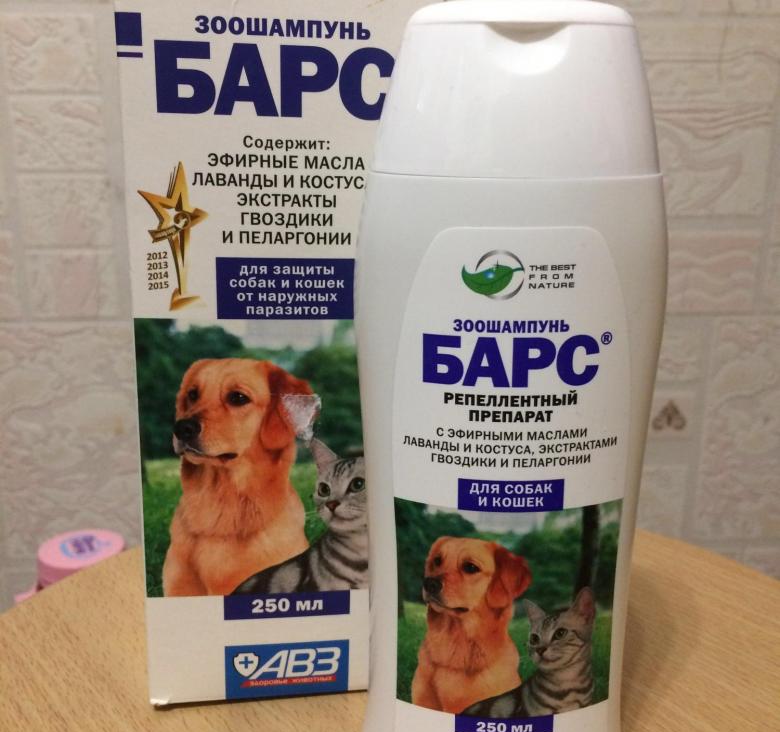 ЗООШАМПУНЬ
БАРС
Содержит:
ЭФИРНЫЕ МАСЛА
ЛАВАНДЫ И КОСТУСА
ЭКСТРАКТЫ
ГВОЗДИКИ
И ПЕЛАРГОНИИ
2012
2013
2014
2015
для защиты
собак и кошек
от наружных
паразитов
250 мл
АВЗ
здоровье животных
THE BEST
FROM
NATURE
ЗООШАМПУНЬ
БАРС®
РЕПЕЛЛЕНТНЫЙ
ПРЕПАРАТ
С ЭФИРНЫМИ МАСЛАМИ
ЛАВАНДЫ И КОСТУСА, ЭКСТРАКТАМИ
ГВОЗДИКИ И ПЕЛАРГОНИИ
ДЛЯ СОБАК
И КОШЕК
250 мл